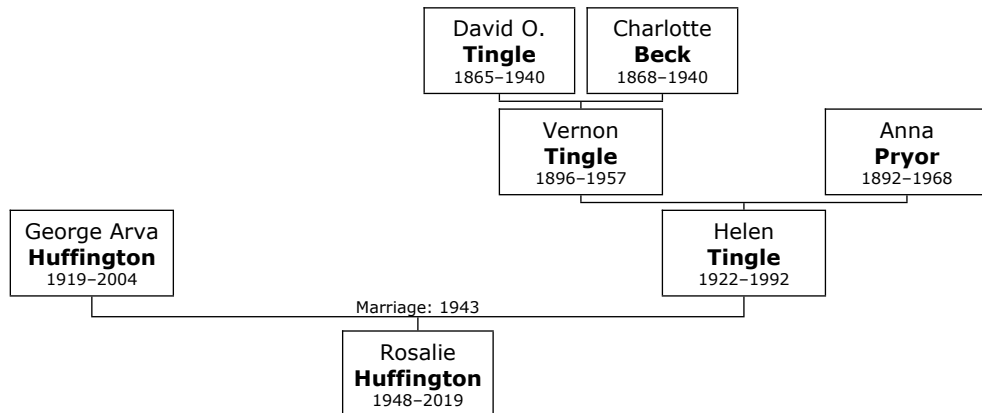 David O.
Tingle
1865–1940
Charlotte
Beck
1868–1940
Vernon
Tingle
1896–1957
Anna
Pryor
1892–1968
George Arva
Huffington
1919–2004
Helen
Tingle
1922–1992
Marriage: 1943
Rosalie
Huffington
1948–2019